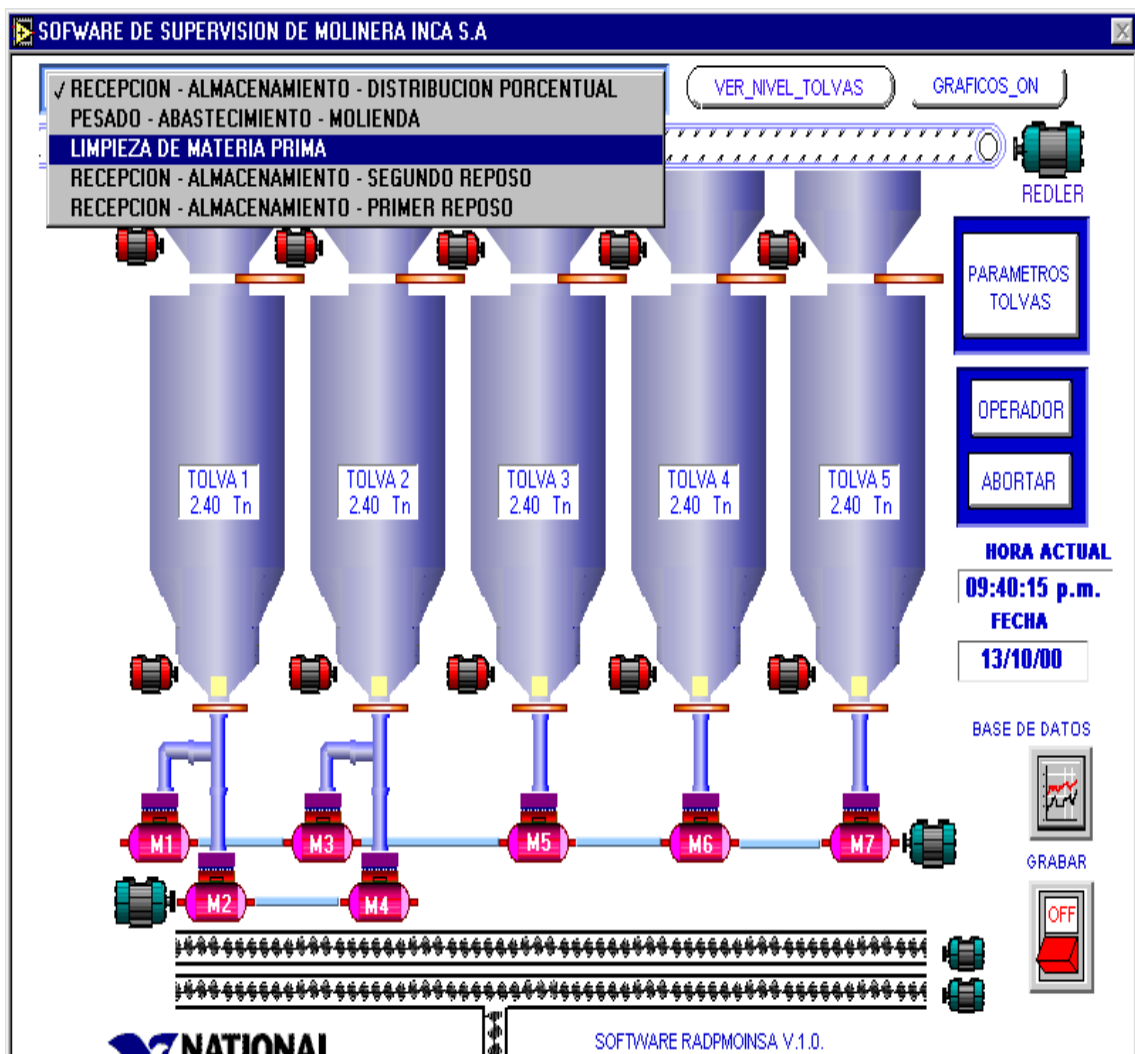 SOFWARE DE SUPERVISION DE MOLINERA INCA S.A
✓ RECEPCION - ALMACENAMIENTO - DISTRIBUCION PORCENTUAL
PESADO - ABASTECIMIENTO - MOLIENDA
LIMPIEZA DE MATERIA PRIMA
RECEPCION - ALMACENAMIENTO - SEGUNDO REPOSO
RECEPCION - ALMACENAMIENTO - PRIMER REPOSO
VER_NIVEL_TOLVAS
GRAFICOS_ON
REDLER
PARAMETROS
TOLVAS
OPERADOR
ABORTAR
TOLVA 1
2.40 Tn
TOLVA 2
2.40 Tn
TOLVA 3
2.40 Tn
TOLVA 4
2.40 Tn
TOLVA 5
2.40 Tn
HORA ACTUAL
09:40:15 p.m.
FECHA
13/10/00
BASE DE DATOS
M1
M3
M5
M6
M7
M2
M4
GRABAR
OFF
NATIONAL
SOFTWARE RADPMOINSA V.1.0.